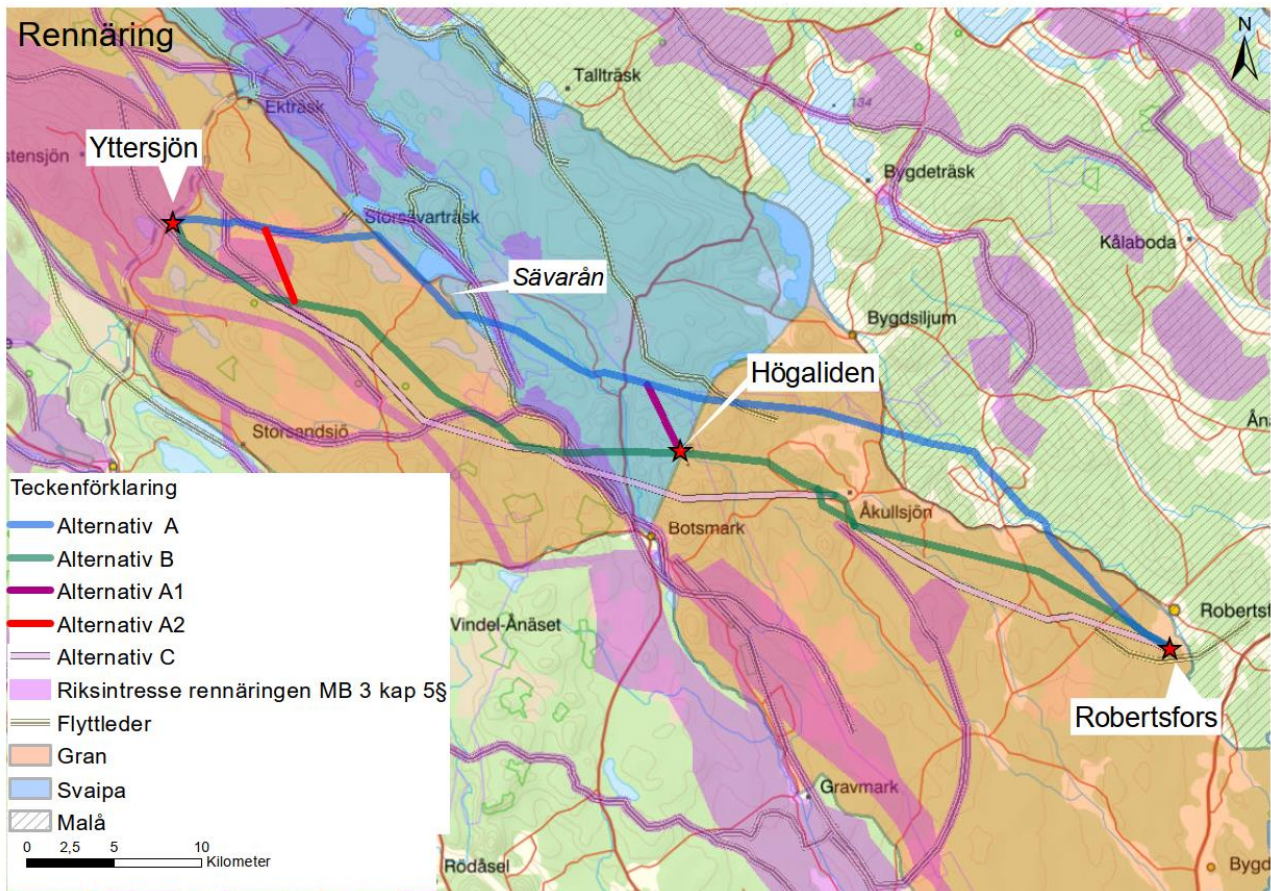 Rennäring
N
Tallträsk
134
Ekträsk
Yttersjön
stensjön
Bygdeträsk
Storsävarträsk
Kålaboda
Sävarån
Bygdsiljum
Högaliden
Storsandsjö
Åkullsjön
Botsmark
Vindel-Ånäset
Robertsf
Robertsfors
Gravmark
Rödåsel
Bygd
Teckenförklaring
Alternativ A
Alternativ B
Alternativ A1
Alternativ A2
Alternativ C
Riksintresse rennäringen MB 3 kap 5§
Flyttleder
Gran
Svaipa
Malå
0 2,5 5 10
Kilometer